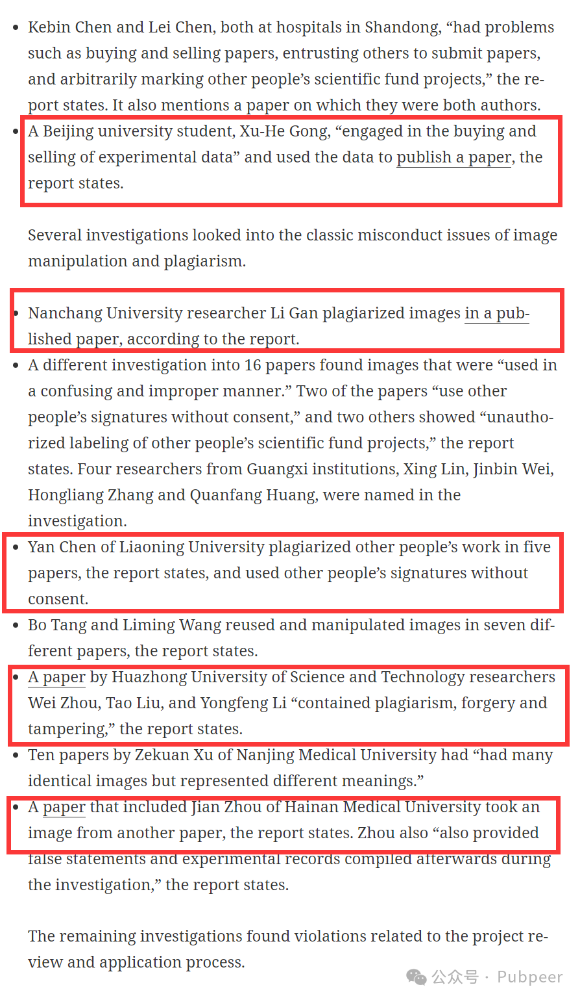 • Kebin Chen and Lei Chen, both at hospitals in Shandong, “had problems
such as buying and selling papers, entrusting others to submit papers,
and arbitrarily marking other people’s scientific fund projects,” the re-
port states. It also mentions a paper on which they were both authors.
• A Beijing university student, Xu-He Gong, “engaged in the buying and
selling of experimental data” and used the data to publish a paper, the
report states.
Several investigations looked into the classic misconduct issues of image
manipulation and plagiarism.
• Nanchang University researcher Li Gan plagiarized images in a pub-
lished paper, according to the report.
• A different investigation into 16 papers found images that were “used in
a confusing and improper manner.” Two of the papers “use other
people’s signatures without consent,” and two others showed “unautho-
rized labeling of other people’s scientific fund projects,” the report
states. Four researchers from Guangxi institutions, Xing Lin, Jinbin Wei,
Hongliang Zhang and Quanfang Huang, were named in the
investigation.
• Yan Chen of Liaoning University plagiarized other people’s work in five
papers, the report states, and used other people’s signatures without
consent.
• Bo Tang and Liming Wang reused and manipulated images in seven dif-
ferent papers, the report states.
• A paper by Huazhong University of Science and Technology researchers
Wei Zhou, Tao Liu, and Yongfeng Li “contained plagiarism, forgery and
tampering,” the report states.
• Ten papers by Zekuan Xu of Nanjing Medical University had “had many
identical images but represented different meanings.”
• A paper that included Jian Zhou of Hainan Medical University took an
image from another paper, the report states. Zhou also “also provided
false statements and experimental records compiled afterwards during
the investigation,” the report states.
The remaining investigations found violations related to the project re-
view and application process.
公众号 · Pubpeer